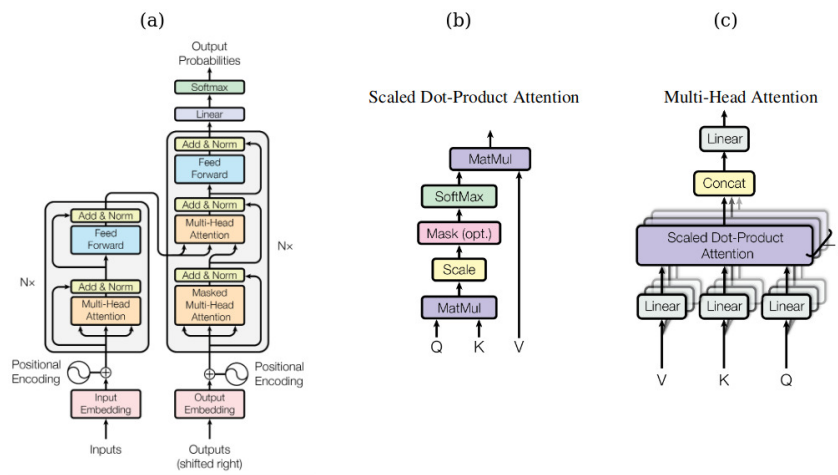 (a)
Output
Probabilities
Softmax
Linear
Add & Norm
Feed
Forward
Add & Norm
Multi-Head
Attention
Add & Norm
Masked
Multi-Head
Attention
Nx
Positional
Encoding
Output
Embedding
Outputs
(shifted right)
Add & Norm
Feed
Forward
Nx
Add & Norm
Multi-Head
Attention
Positional
Encoding
Input
Embedding
Inputs
(b)
Scaled Dot-Product Attention
MatMul
SoftMax
Mask (opt.)
Scale
MatMul
Q K V
(c)
Multi-Head Attention
Linear
Concat
Scaled Dot-Product
Attention
Linear Linear Linear
V K Q